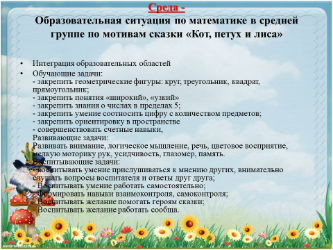 Среда -
Образовательная ситуация по математике в средней
группе по мотивам сказки «Кот, петух и лиса»
• Интеграция образовательных областей
• Обучающие задачи:
- закрепить геометрические фигуры: круг, треугольник, квадрат,
прямоугольник;
- закрепить понятия «широкий», «узкий»
- закрепить знания о числах в пределах 5;
- закрепить умение соотносить цифру с количеством предметов;
- закрепить ориентировку в пространстве
- совершенствовать счетные навыки,
Развивающие задачи:
Развивать внимание, логическое мышление, речь, цветовое восприятие,
мелкую моторику рук, усидчивость, глазомер, память.
Воспитывающие задачи:
- воспитывать умение прислушиваться к мнению других, внимательно
слушать вопросы воспитателя и ответы друг друга;
- Воспитывать умение работать самостоятельно;
- Формировать навыки взаимоконтроля, самоконтроля;
- Воспитывать желание помогать героям сказки;
- Воспитывать желание работать сообща.